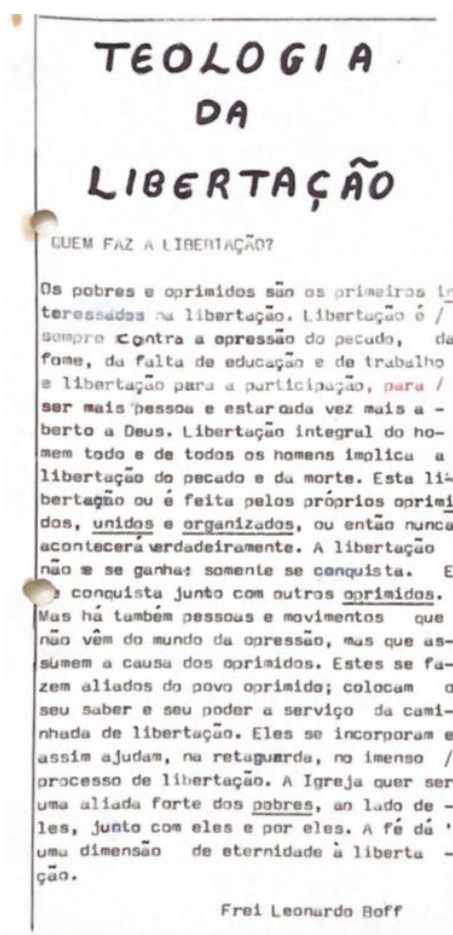 TEOLOGIA
DA
LIBERTAÇÃO
QUEM FAZ A LIBERTAÇÃO?
Os pobres e oprimidos são os primeiros in
teressados na libertação. Libertação é /
sempre contra a opressão do pecado, da
fome, da falta de educação e de trabalho
e libertação para a participação, para /
ser mais pessoa e estar cada vez mais a -
berto a Deus. Libertação integral do ho-
mem todo e de todos os homens implica a
libertação do pecado e da morte. Esta li-
bertação ou é feita pelos próprios oprimi
dos, unidos e organizados, ou então nunca
acontecerá verdadeiramente. A libertação
não se ganha; somente se conquista. E
conquista junto com outros oprimidos.
Mas há também pessoas e movimentos que
não vêm do mundo da opressão, mas que as-
sumem a causa dos oprimidos. Estes se fa-
zem aliados do povo oprimido; colocam o
seu saber e seu poder a serviço da cami-
nhada de libertação. Eles se incorporam e
assim ajudam, na retaguarda, no imenso /
processo de libertação. A Igreja quer ser
uma aliada forte dos pobres, ao lado de -
les, junto com eles e por eles. A fé dá '
uma dimensão de eternidade à liberta -
ção.
Frei Leonardo Boff